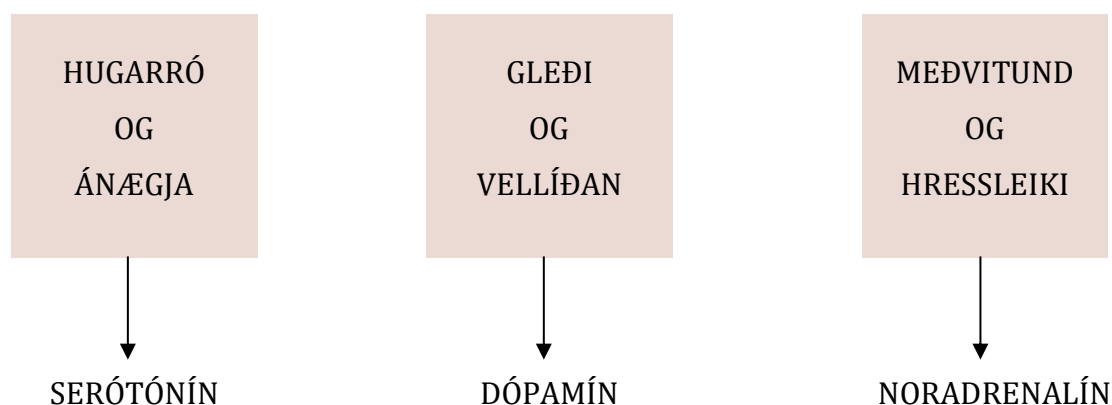 HUGARRÓ
OG
ÁNÆGJA
SERÓTÓNÍN
GLEÐI
OG
VELLÍÐAN
DÓPAMÍN
MEÐVITUND
OG
HRESSLEIKI
NORADRENALÍN